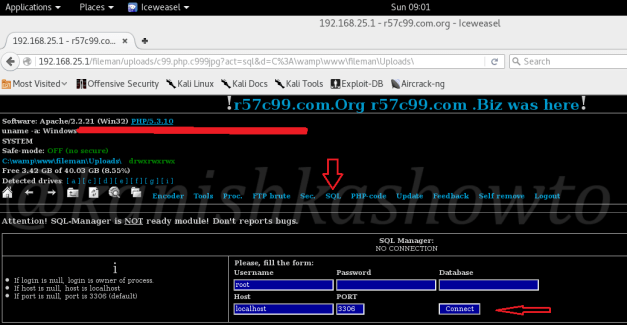 Applications Places Iceweasel Sun 09:01
192.168.25.1 - r57c99.com.org - Iceweasel
192.168.25.1 - r57c99.co...
192.168.25.1/fileman/uploads/c99.php.c999jpg?act=sql&d=C%3A\wamp\www\fileman\Uploads\ Search
Most Visited Offensive Security Kali Linux Kali Docs Kali Tools Exploit-DB Aircrack-ng
!r57c99.com.Org r57c99.com .Biz was here!
Software: Apache/2.2.21 (Win32) PHP/5.3.10
uname -a: Windows
SYSTEM
Safe-mode: OFF (no secure)
C:\wamp\www\fileman\Uploads\ drwxrwxrwx
Free 3.42 GB of 40.03 GB (8.55%)
Detected drives: [ a ] [ c ] [ d ] [ e ] [ f ] [ g ] [ i ]
Encoder Tools Proc. FTP brute Sec. SQL PHP-code Update Feedback Self remove Logout
Attention! SQL-Manager is NOT ready module! Don't reports bugs.
SQL Manager:
NO CONNECTION
i
If login is null, login is owner of process.
If host is null, host is localhost
If port is null, port is 3306 (default)
Please, fill the form:
Username Password Database
root
Host PORT
localhost 3306 Connect